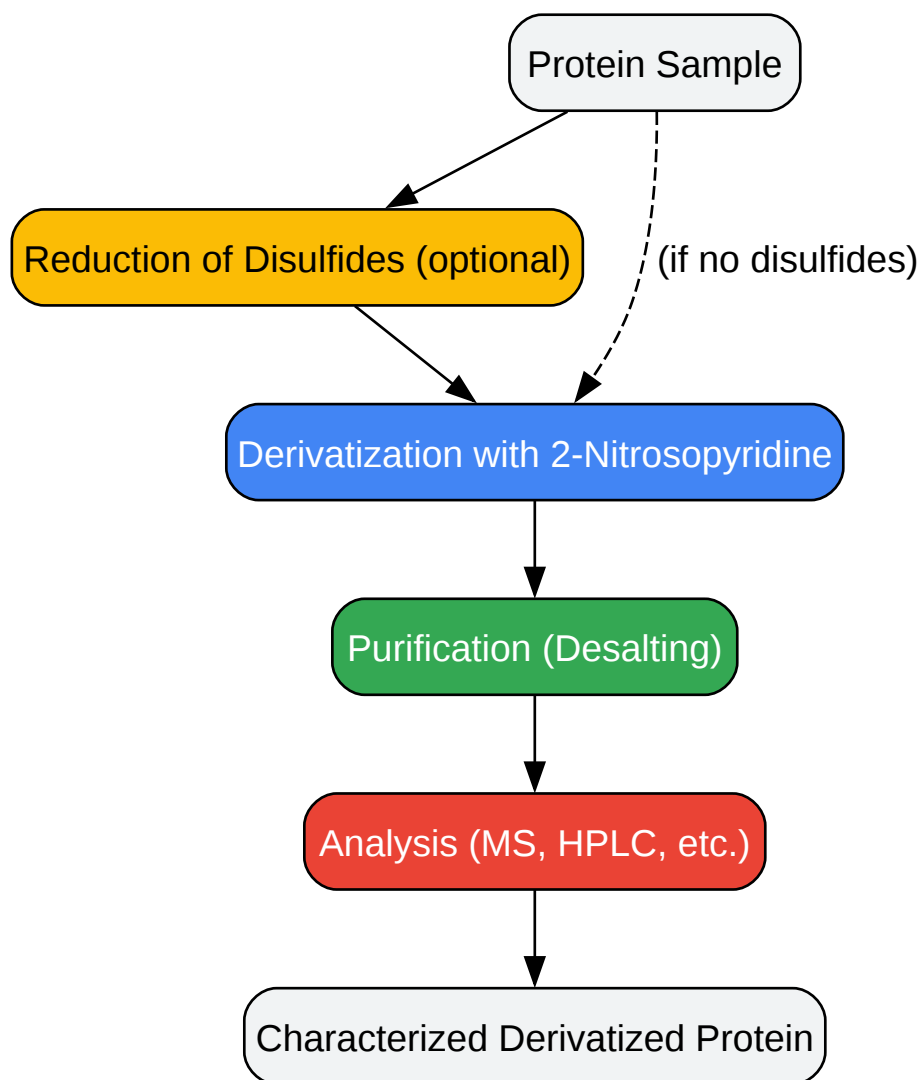 Protein Sample
Reduction of Disulfides (optional)
(if no disulfides)
Derivatization with 2-Nitrosopyridine
Purification (Desalting)
Analysis (MS, HPLC, etc.)
Characterized Derivatized Protein